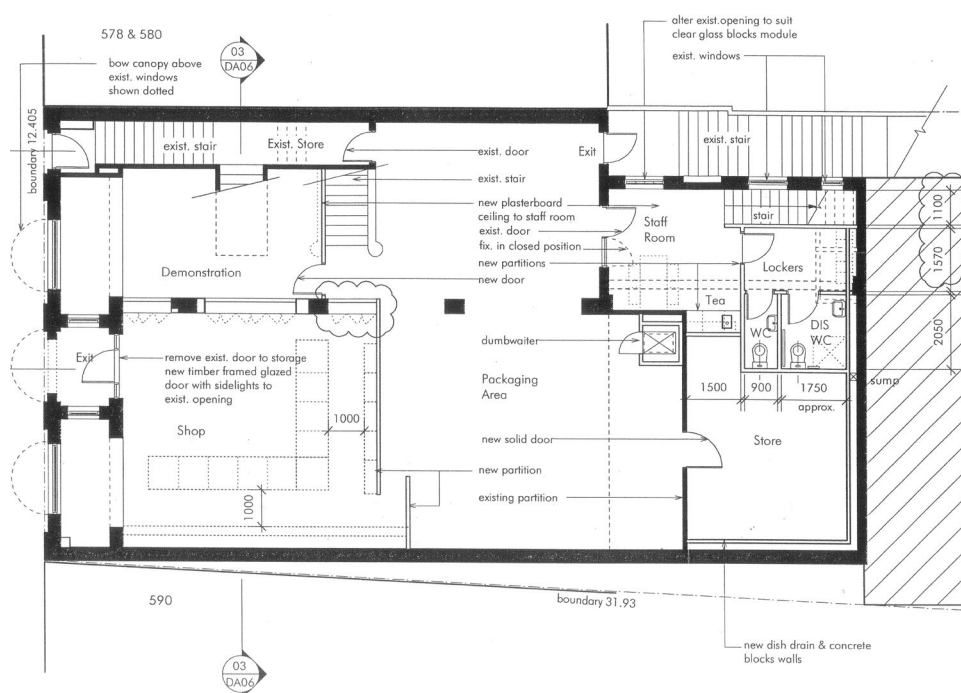 578 & 580
03
DA06
bow canopy above
exist. windows
shown dotted
alter exist.opening to suit
clear glass blocks module
exist. windows
boundary 12.405
exist. stair
Exist. Store
exist. door
Exit
exist. stair
exist. stair
new plasterboard
ceiling to staff room
exist. door
fix. in closed position
new partitions
new door
Staff
Room
stair
1100
1570
2050
Demonstration
Lockers
Tea
WC
DIS
W.C
dumbwaiter
Exit
remove exist. door to storage
new timber framed glazed
door with sidelights to
exist. opening
Packaging
Area
1500
900
1750
approx.
sump
Shop
1000
new solid door
Store
new partition
existing partition
1000
590
boundary 31.93
new dish drain & concrete
blocks walls
03
DA06